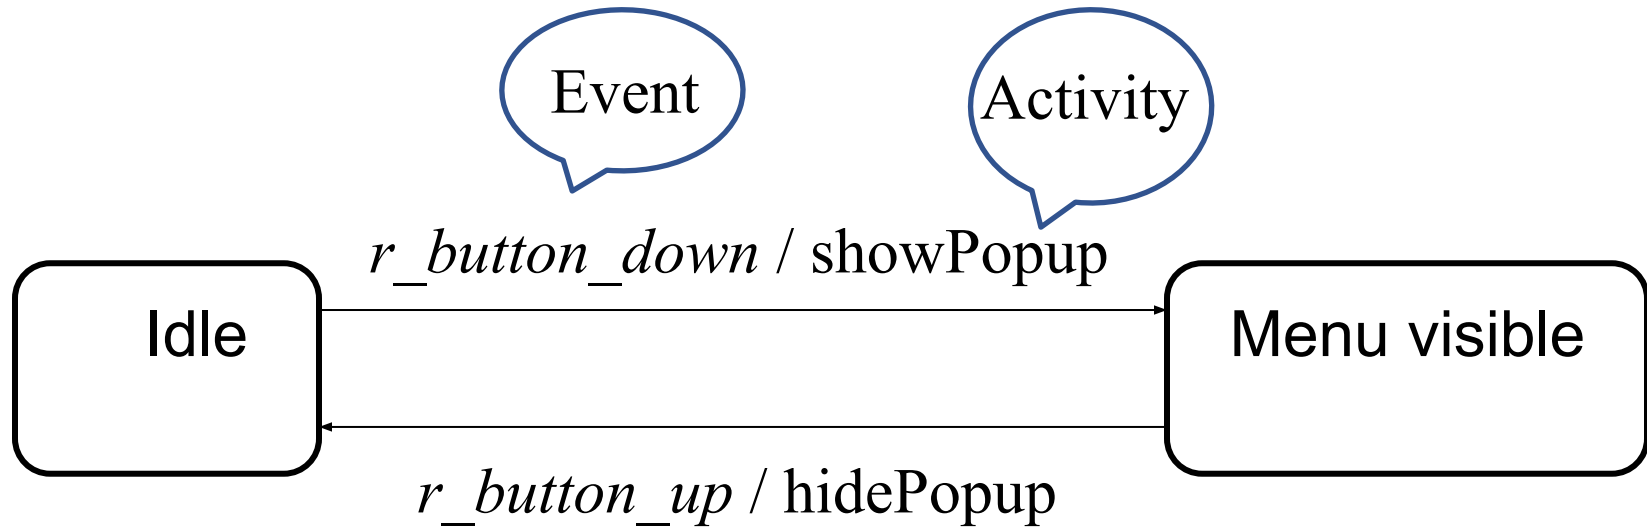 Event
Activity
r_button_down / showPopup
Idle
Menu visible
r_button_up / hidePopup